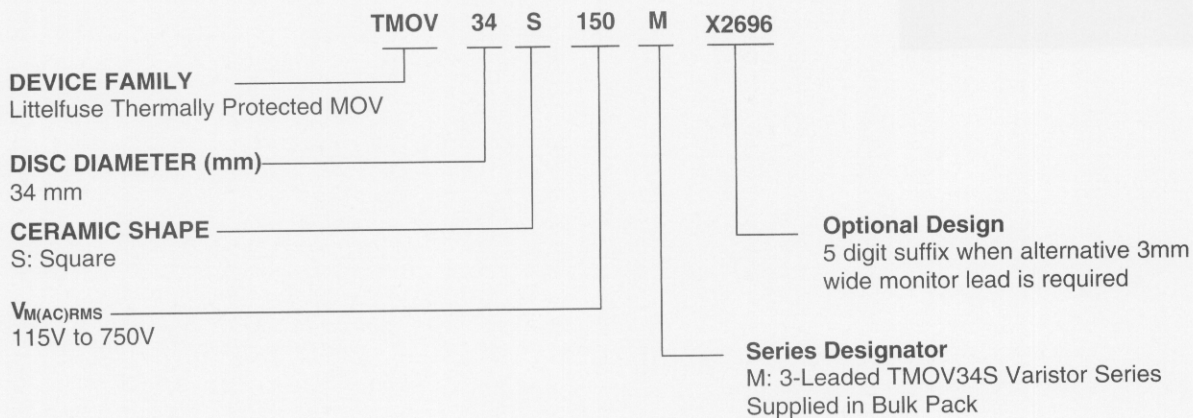 TMOV 34 S 150 M X2696
DEVICE FAMILY
Littelfuse Thermally Protected MOV
DISC DIAMETER (mm)
34 mm
CERAMIC SHAPE
S: Square
VM(AC)RMS
115V to 750V
Optional Design
5 digit suffix when alternative 3mm
wide monitor lead is required
Series Designator
M: 3-Leaded TMOV34S Varistor Series
Supplied in Bulk Pack